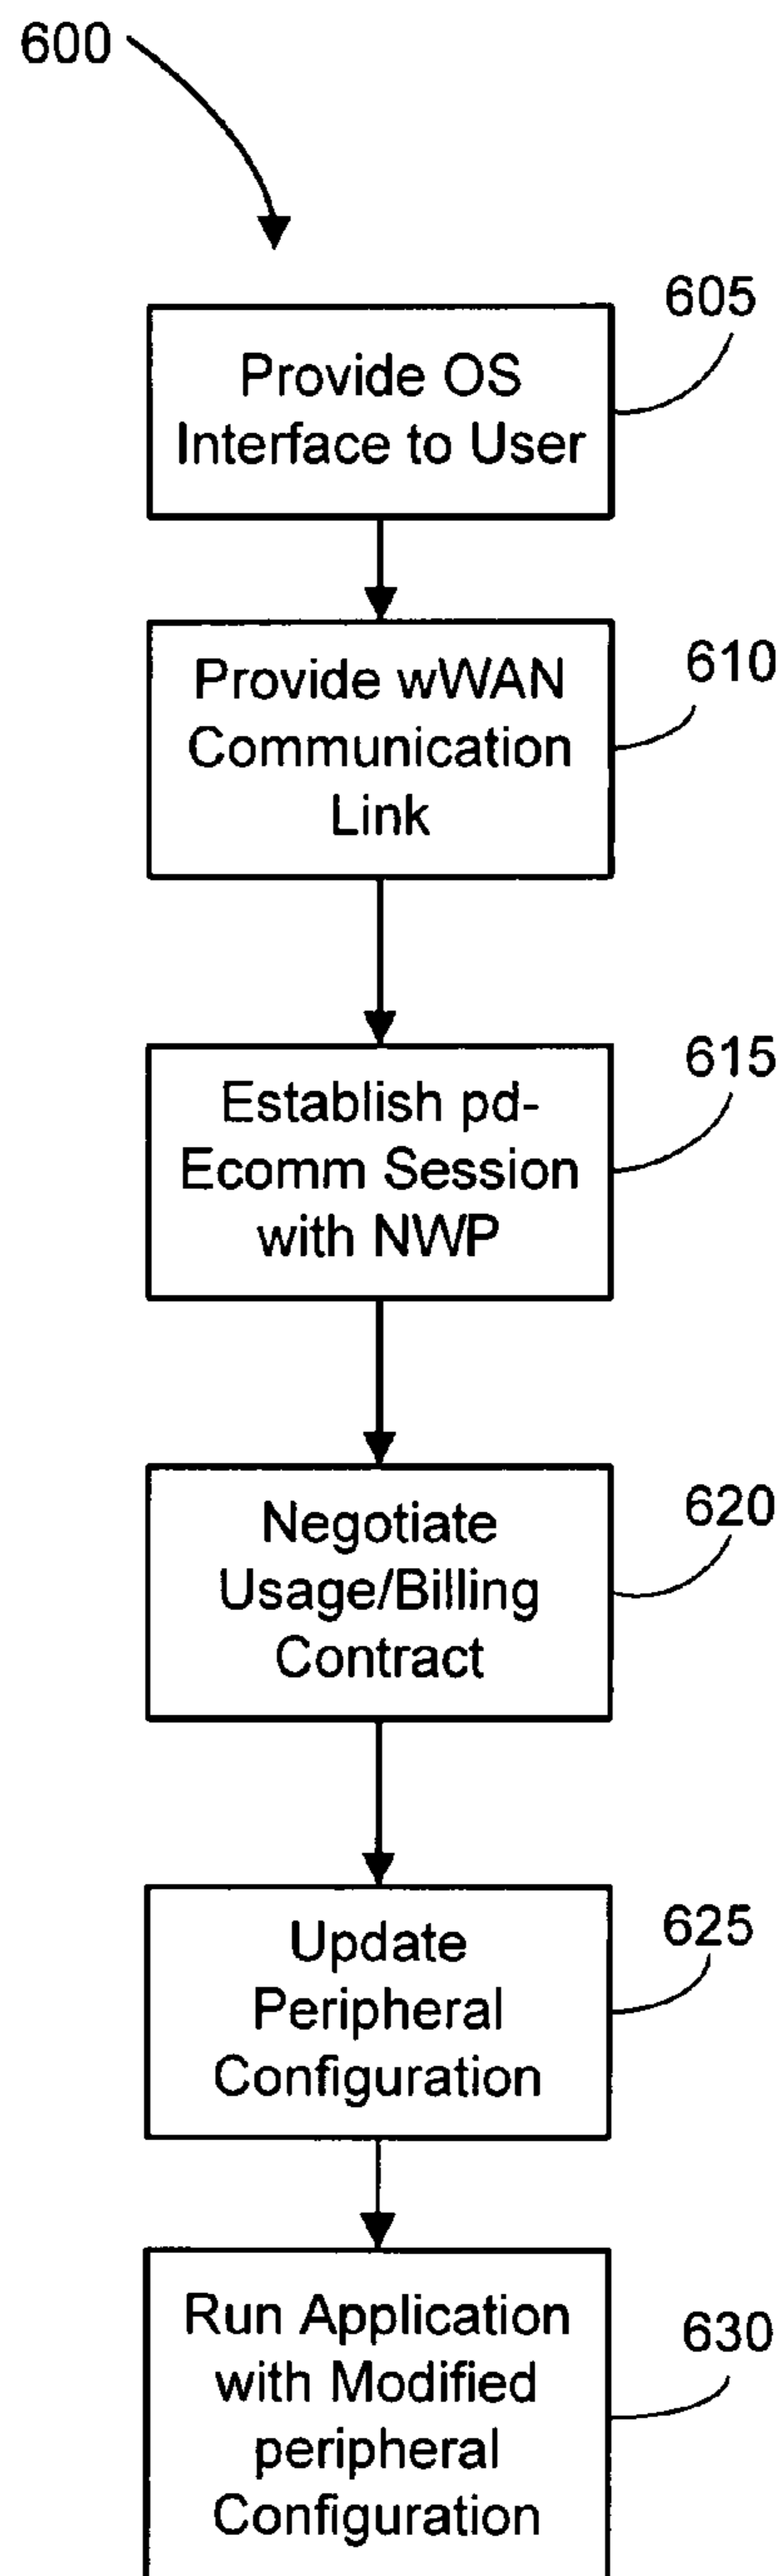 600
605
Provide OS
Interface to User
610
Provide wWAN
Communication
Link
615
Establish pd-
Ecomm Session
with NWP
620
Negotiate
Usage/Billing
Contract
625
Update
Peripheral
Configuration
630
Run Application
with Modified
peripheral
Configuration